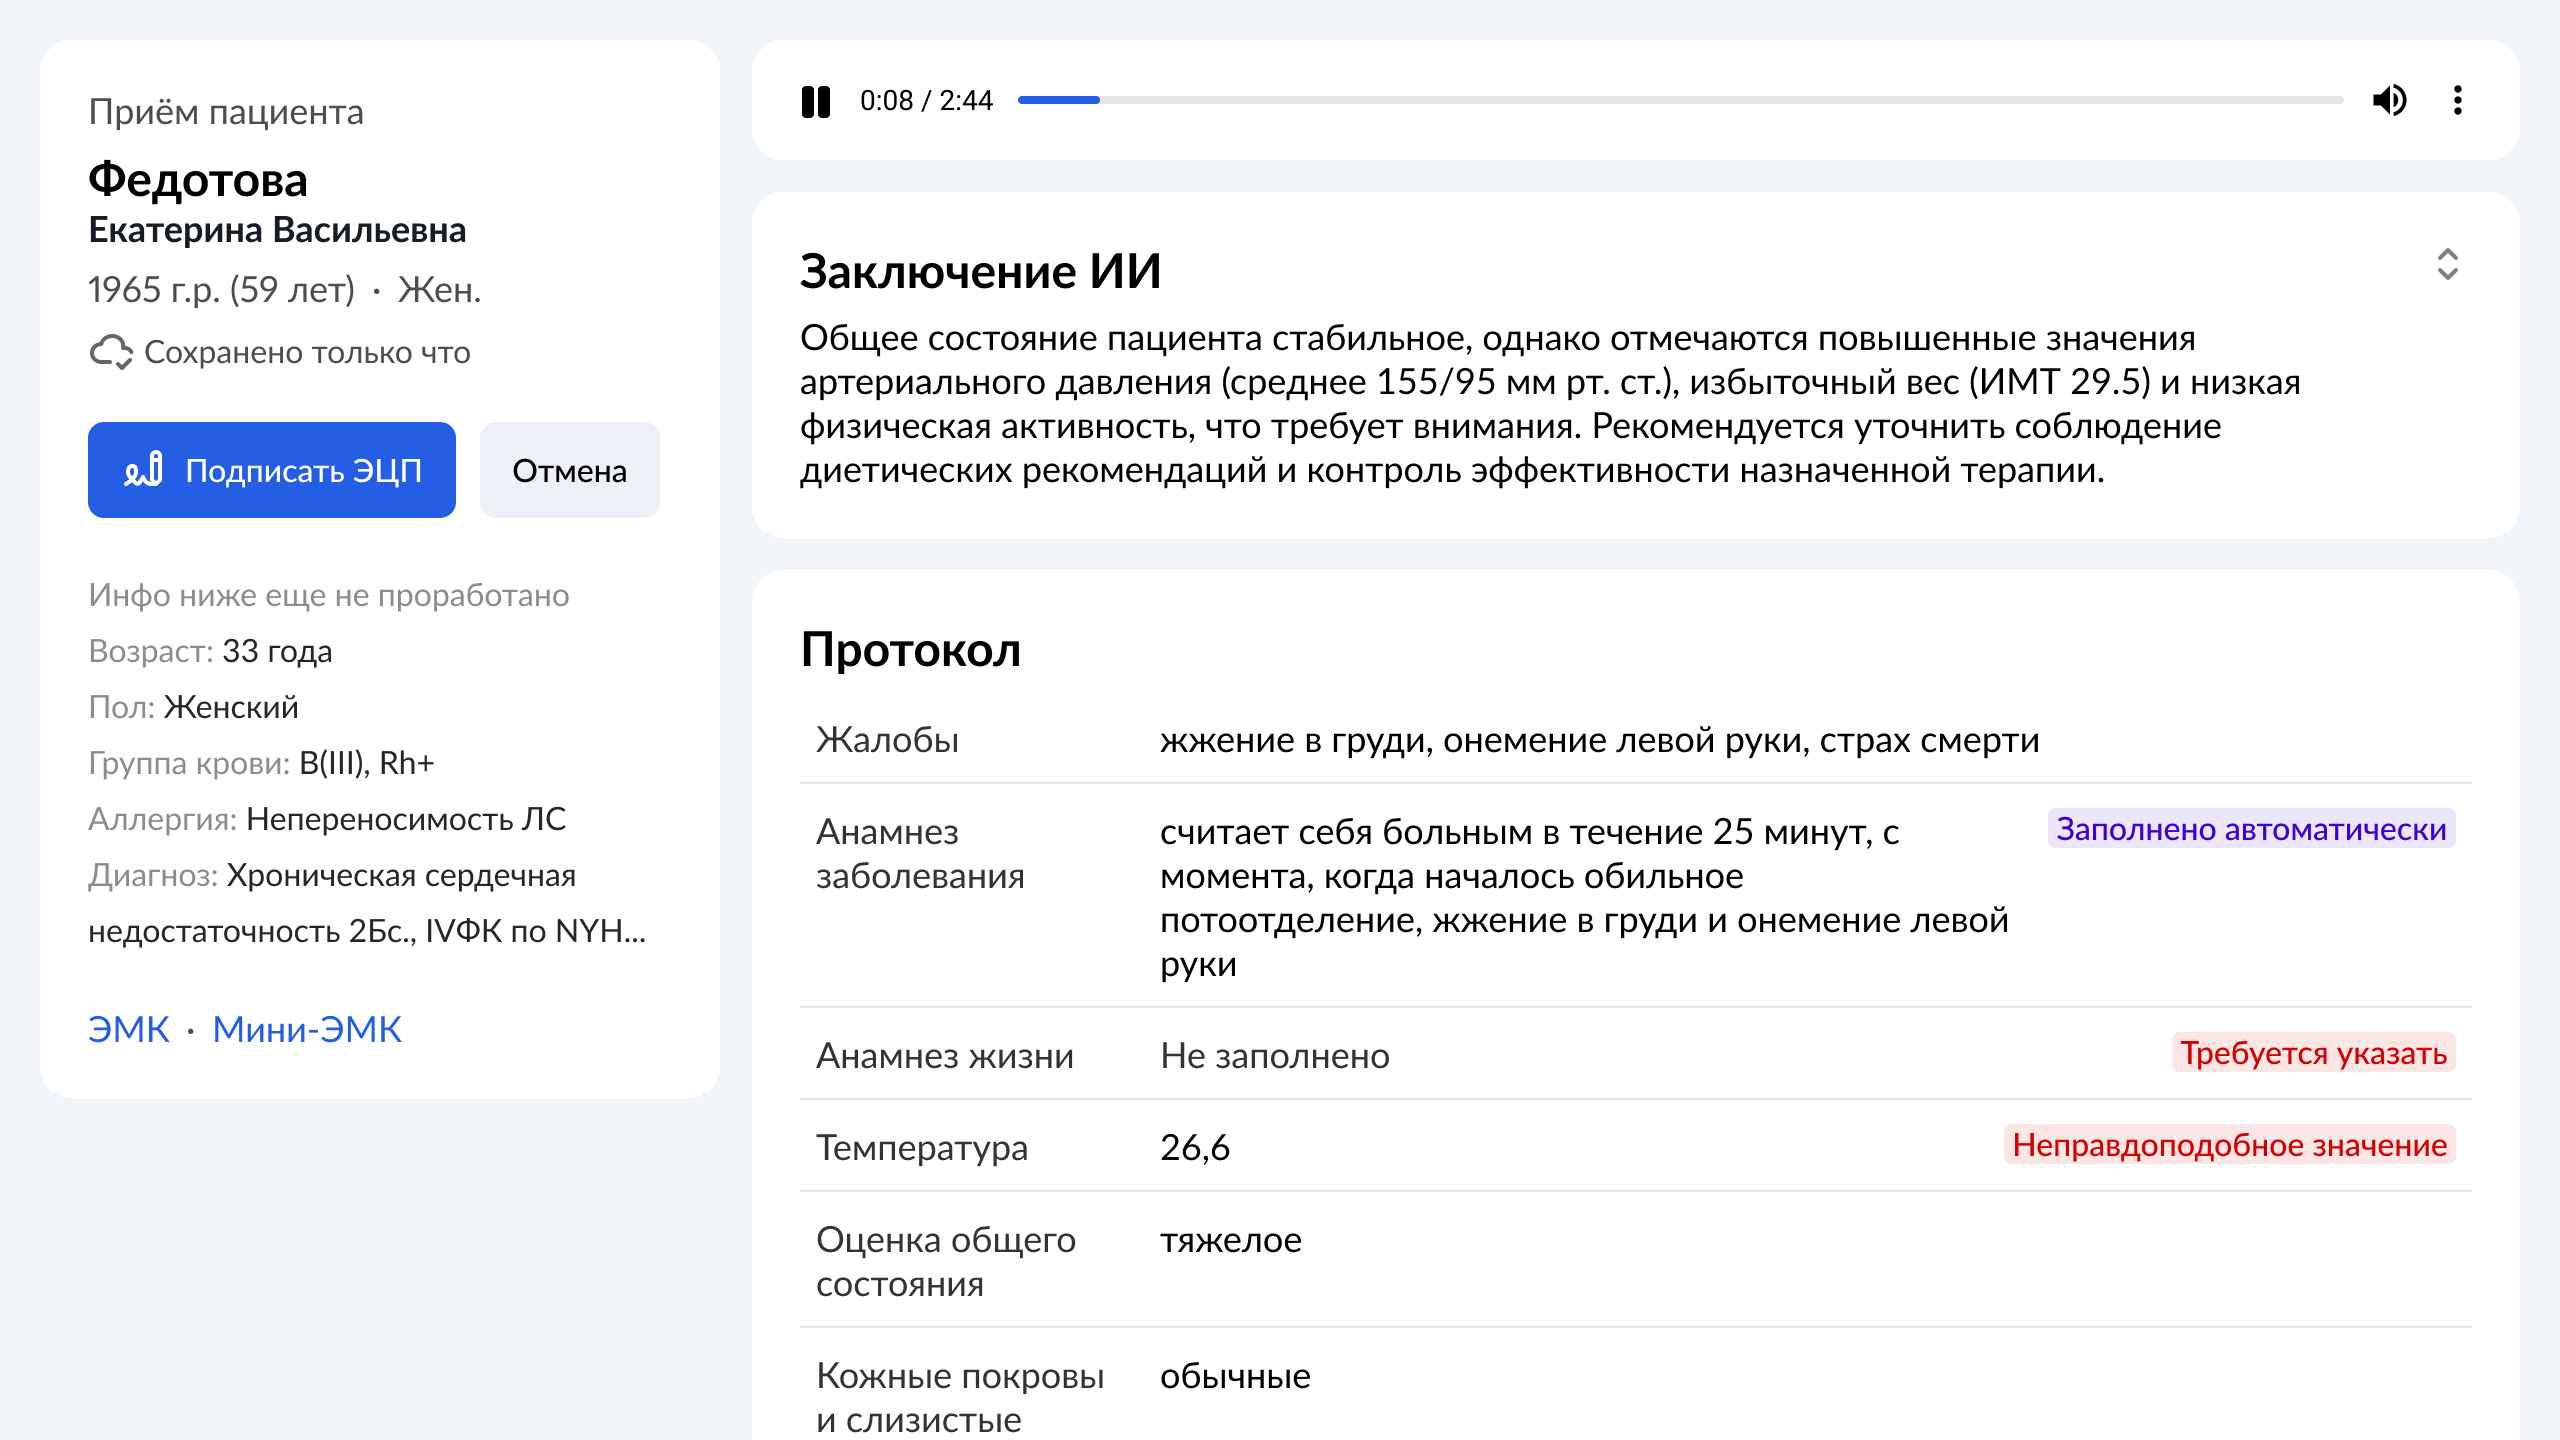 Приём пациента
Федотова
Екатерина Васильевна
1965 г.р. (59 лет) · Жен.
Сохранено только что
Подписать ЭЦП
Отмена
Инфо ниже еще не проработано
Возраст: 33 года
Пол: Женский
Группа крови: B(III), Rh+
Аллергия: Непереносимость ЛС
Диагноз: Хроническая сердечная
недостаточность 2Бс., IVФК по NYH...
ЭМК · Мини-ЭМК
0:08 / 2:44
Заключение ИИ
Общее состояние пациента стабильное, однако отмечаются повышенные значения
артериального давления (среднее 155/95 мм рт. ст.), избыточный вес (ИМТ 29.5) и низкая
физическая активность, что требует внимания. Рекомендуется уточнить соблюдение
диетических рекомендаций и контроль эффективности назначенной терапии.
Протокол
Жалобы
жжение в груди, онемение левой руки, страх смерти
Анамнез
заболевания
считает себя больным в течение 25 минут, с
момента, когда началось обильное
потоотделение, жжение в груди и онемение левой
руки
Заполнено автоматически
Анамнез жизни
Не заполнено
Требуется указать
Температура
26,6
Неправдоподобное значение
Оценка общего
состояния
тяжелое
Кожные покровы
и слизистые
обычные